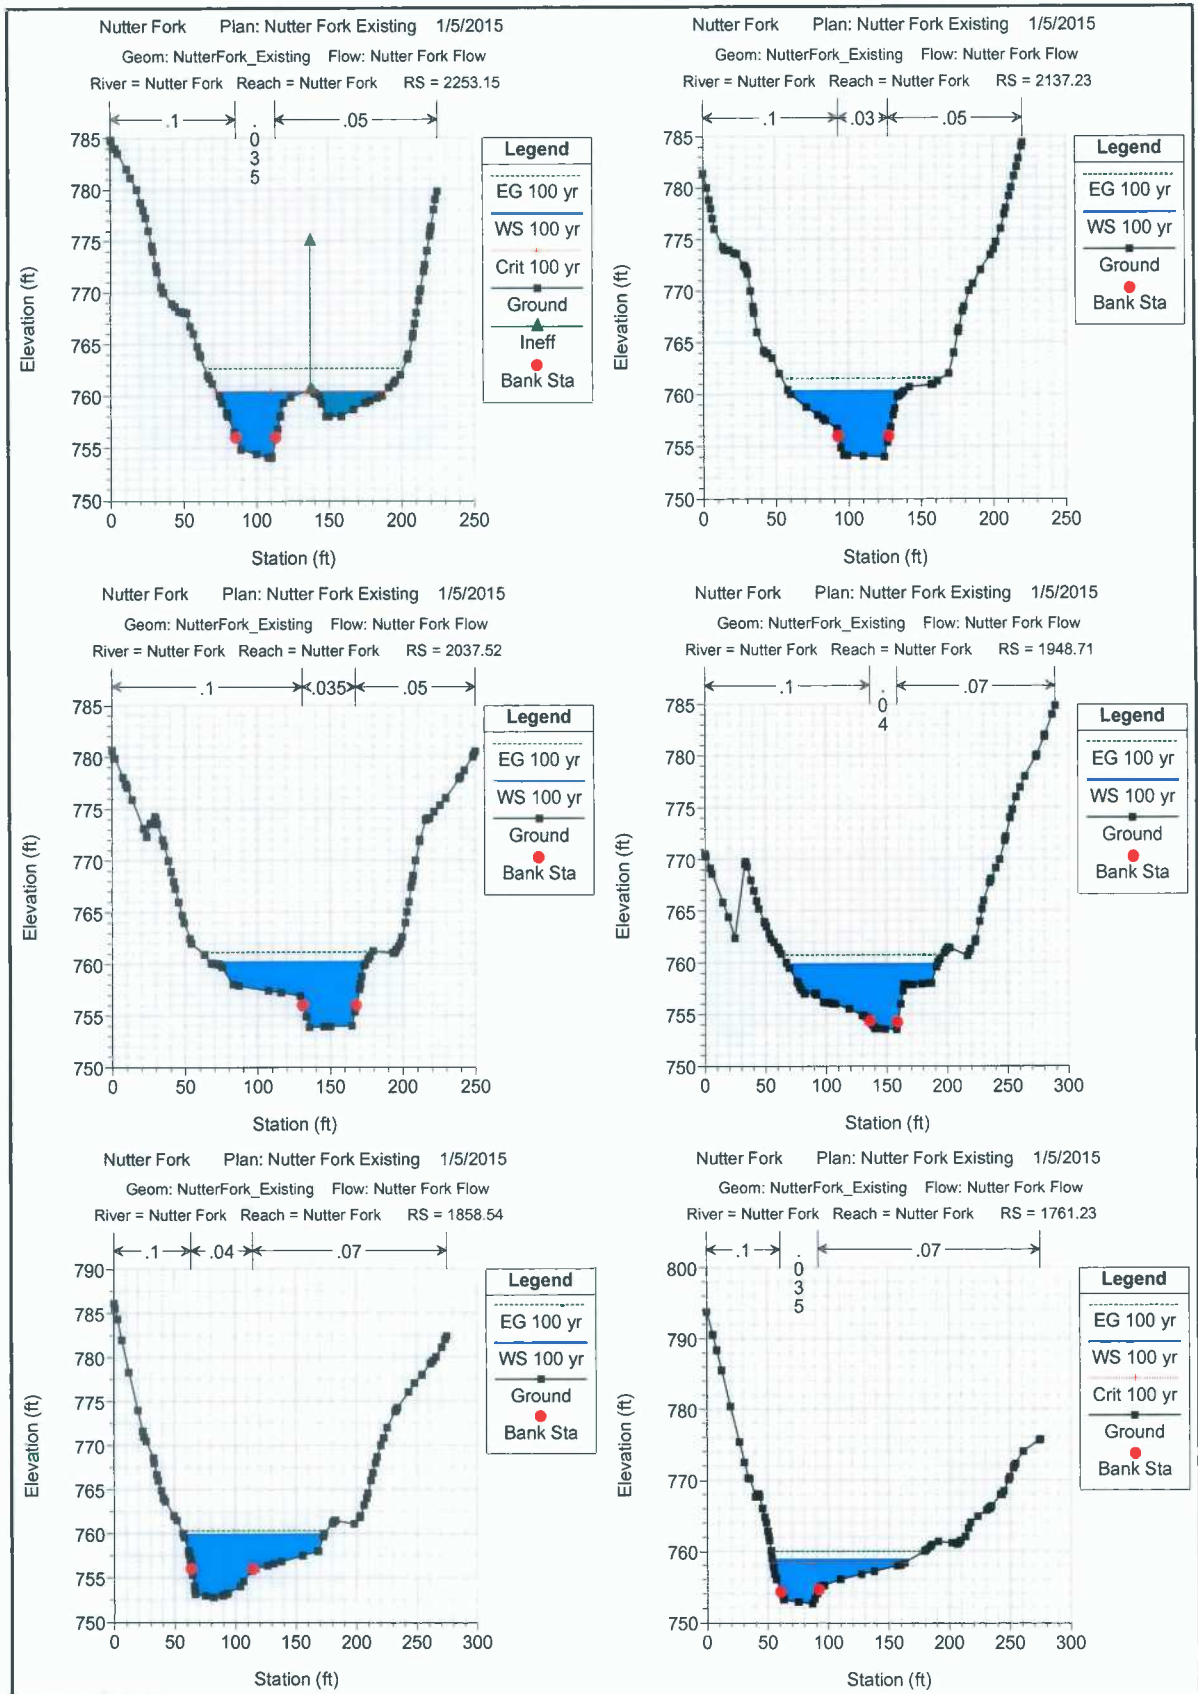 Nutter Fork Plan: Nutter Fork Existing 1/5/2015
Geom: NutterFork_Existing Flow: Nutter Fork Flow
River = Nutter Fork Reach = Nutter Fork RS = 2253.15
.1 .035 .05
Legend
EG 100 yr
WS 100 yr
Crit 100 yr
Ground
Ineff
Bank Sta
Elevation (ft)
785
780
775
770
765
760
755
750
0 50 100 150 200 250
Station (ft)
Nutter Fork Plan: Nutter Fork Existing 1/5/2015
Geom: NutterFork_Existing Flow: Nutter Fork Flow
River = Nutter Fork Reach = Nutter Fork RS = 2137.23
.1 .03 .05
Legend
EG 100 yr
WS 100 yr
Ground
Bank Sta
Elevation (ft)
785
780
775
770
765
760
755
750
0 50 100 150 200 250
Station (ft)
Nutter Fork Plan: Nutter Fork Existing 1/5/2015
Geom: NutterFork_Existing Flow: Nutter Fork Flow
River = Nutter Fork Reach = Nutter Fork RS = 2037.52
.1 .035 .05
Legend
EG 100 yr
WS 100 yr
Ground
Bank Sta
Elevation (ft)
785
780
775
770
765
760
755
750
0 50 100 150 200 250
Station (ft)
Nutter Fork Plan: Nutter Fork Existing 1/5/2015
Geom: NutterFork_Existing Flow: Nutter Fork Flow
River = Nutter Fork Reach = Nutter Fork RS = 1948.71
.1 .04 .07
Legend
EG 100 yr
WS 100 yr
Ground
Bank Sta
Elevation (ft)
785
780
775
770
765
760
755
750
0 50 100 150 200 250 300
Station (ft)
Nutter Fork Plan: Nutter Fork Existing 1/5/2015
Geom: NutterFork_Existing Flow: Nutter Fork Flow
River = Nutter Fork Reach = Nutter Fork RS = 1858.54
.1 .04 .07
Legend
EG 100 yr
WS 100 yr
Ground
Bank Sta
Elevation (ft)
790
785
780
775
770
765
760
755
750
0 50 100 150 200 250 300
Station (ft)
Nutter Fork Plan: Nutter Fork Existing 1/5/2015
Geom: NutterFork_Existing Flow: Nutter Fork Flow
River = Nutter Fork Reach = Nutter Fork RS = 1761.23
.1 .035 .07
Legend
EG 100 yr
WS 100 yr
Crit 100 yr
Ground
Bank Sta
Elevation (ft)
800
790
780
770
760
750
0 50 100 150 200 250 300
Station (ft)